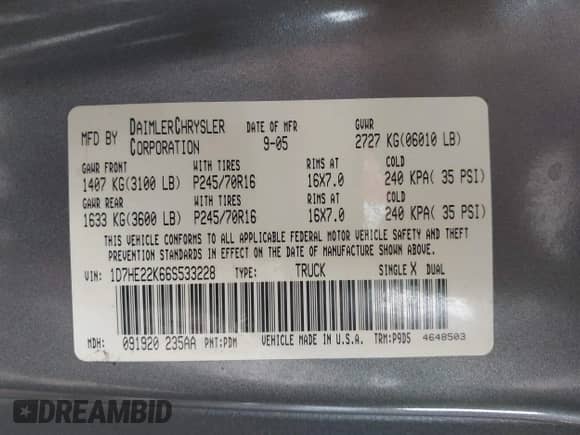 MFD BY DAIMLERCHRYSLER CORPORATION DATE OF MFR 9-05 GVWR 2727 KG(06010 LB)
GAWR FRONT WITH TIRES RIMS AT COLD
1407 KG(3100 LB) P245/70R16 16X7.0 240 KPA( 35 PSI)
GAWR REAR WITH TIRES RIMS AT COLD
1633 KG(3600 LB) P245/70R16 16X7.0 240 KPA( 35 PSI)
THIS VEHICLE CONFORMS TO ALL APPLICABLE FEDERAL MOTOR VEHICLE SAFETY AND THEFT
PREVENTION STANDARDS IN EFFECT ON THE DATE OF MANUFACTURE SHOWN ABOVE.
VIN: 1D7HE22K66S533228 TYPE: TRUCK SINGLE X DUAL
MDH: 091920 235AA PNT:PDM VEHICLE MADE IN U.S.A. TRM:P9D5 4648503
DREAMBID